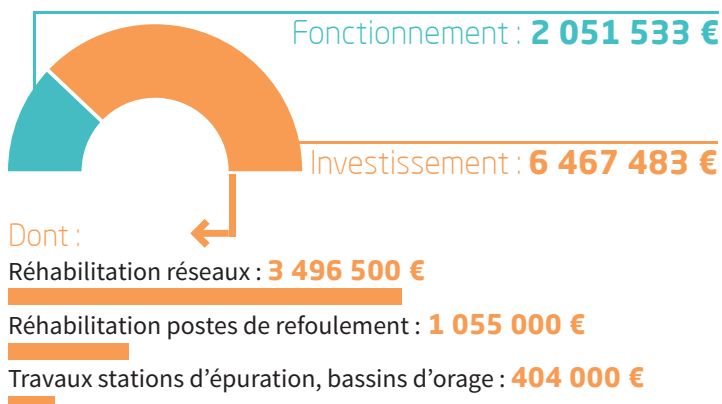 Fonctionnement : 2 051 533 €
Investissement : 6 467 483 €
Dont :
Réhabilitation réseaux : 3 496 500 €
Réhabilitation postes de refoulement : 1 055 000 €
Travaux stations d'épuration, bassins d'orage : 404 000 €